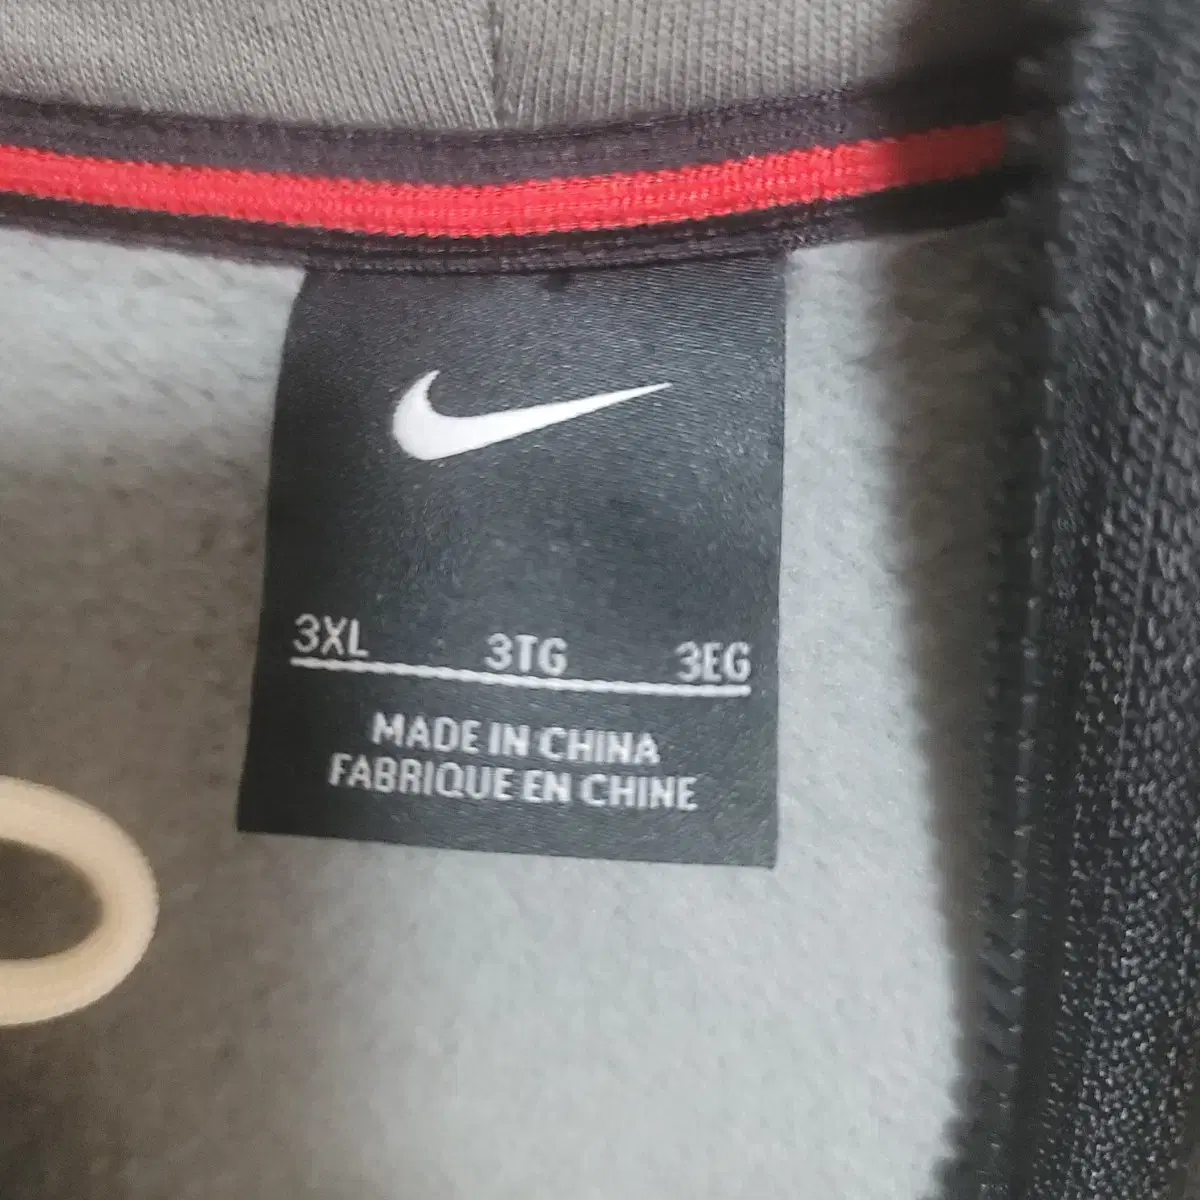 3XL 3TG 3EG
MADE IN CHINA
FABRIQUE EN CHINE